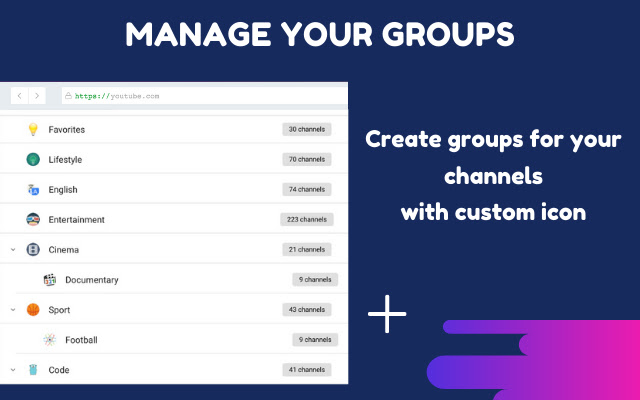 MANAGE YOUR GROUPS
https://youtube.com
Favorites 30 channels
Lifestyle 70 channels
English 74 channels
Entertainment 223 channels
Cinema 21 channels
Documentary 9 channels
Sport 43 channels
Football 9 channels
Code 41 channels
Create groups for your
channels
with custom icon